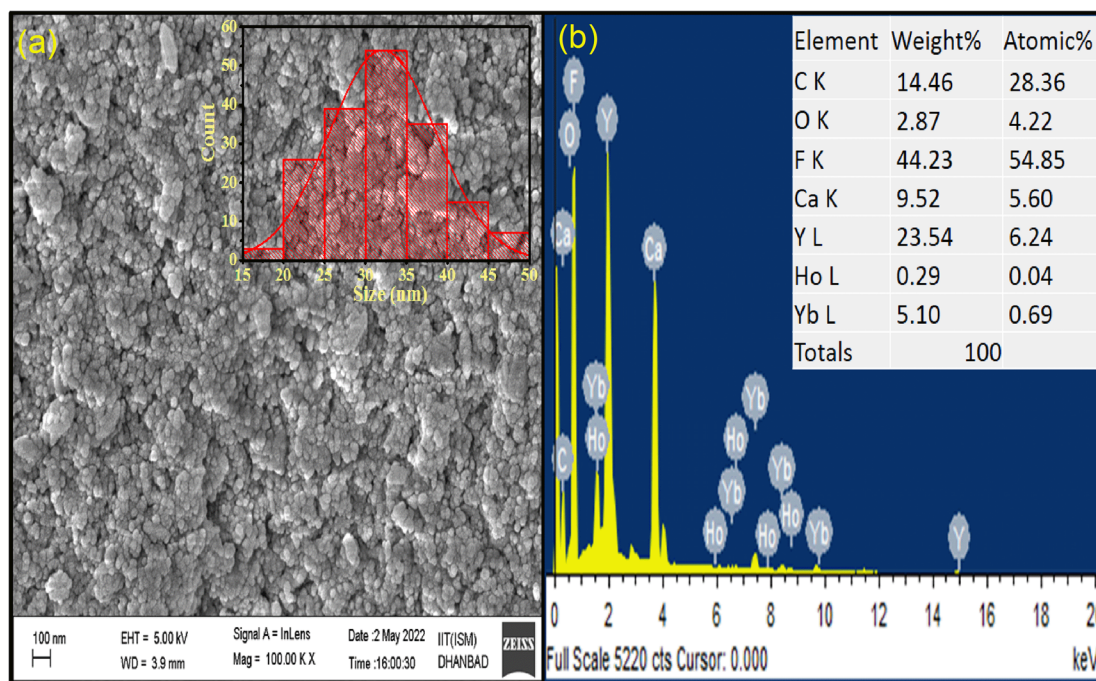 (a)
60
50
40
30
20
10
0
Count
15 20 25 30 35 40 45 50
Size (nm)
100 nm
EHT = 5.00 kV
WD = 3.9 mm
Signal A = InLens
Mag = 100.00 K X
Date :2 May 2022
Time :16:00:30
IIT(ISM)
DHANBAD
ZEISS
(b)
Element Weight% Atomic%
C K 14.46 28.36
O K 2.87 4.22
F K 44.23 54.85
Ca K 9.52 5.60
Y L 23.54 6.24
Ho L 0.29 0.04
Yb L 5.10 0.69
Totals 100
F
O
Y
Ca
Ca
Yb
Ho
C
Yb
Ho
Yb
Ho
Yb
Ho
Ho
Yb
Y
0 2 4 6 8 10 12 14 16 18 20
Full Scale 5220 cts Cursor: 0.000
keV